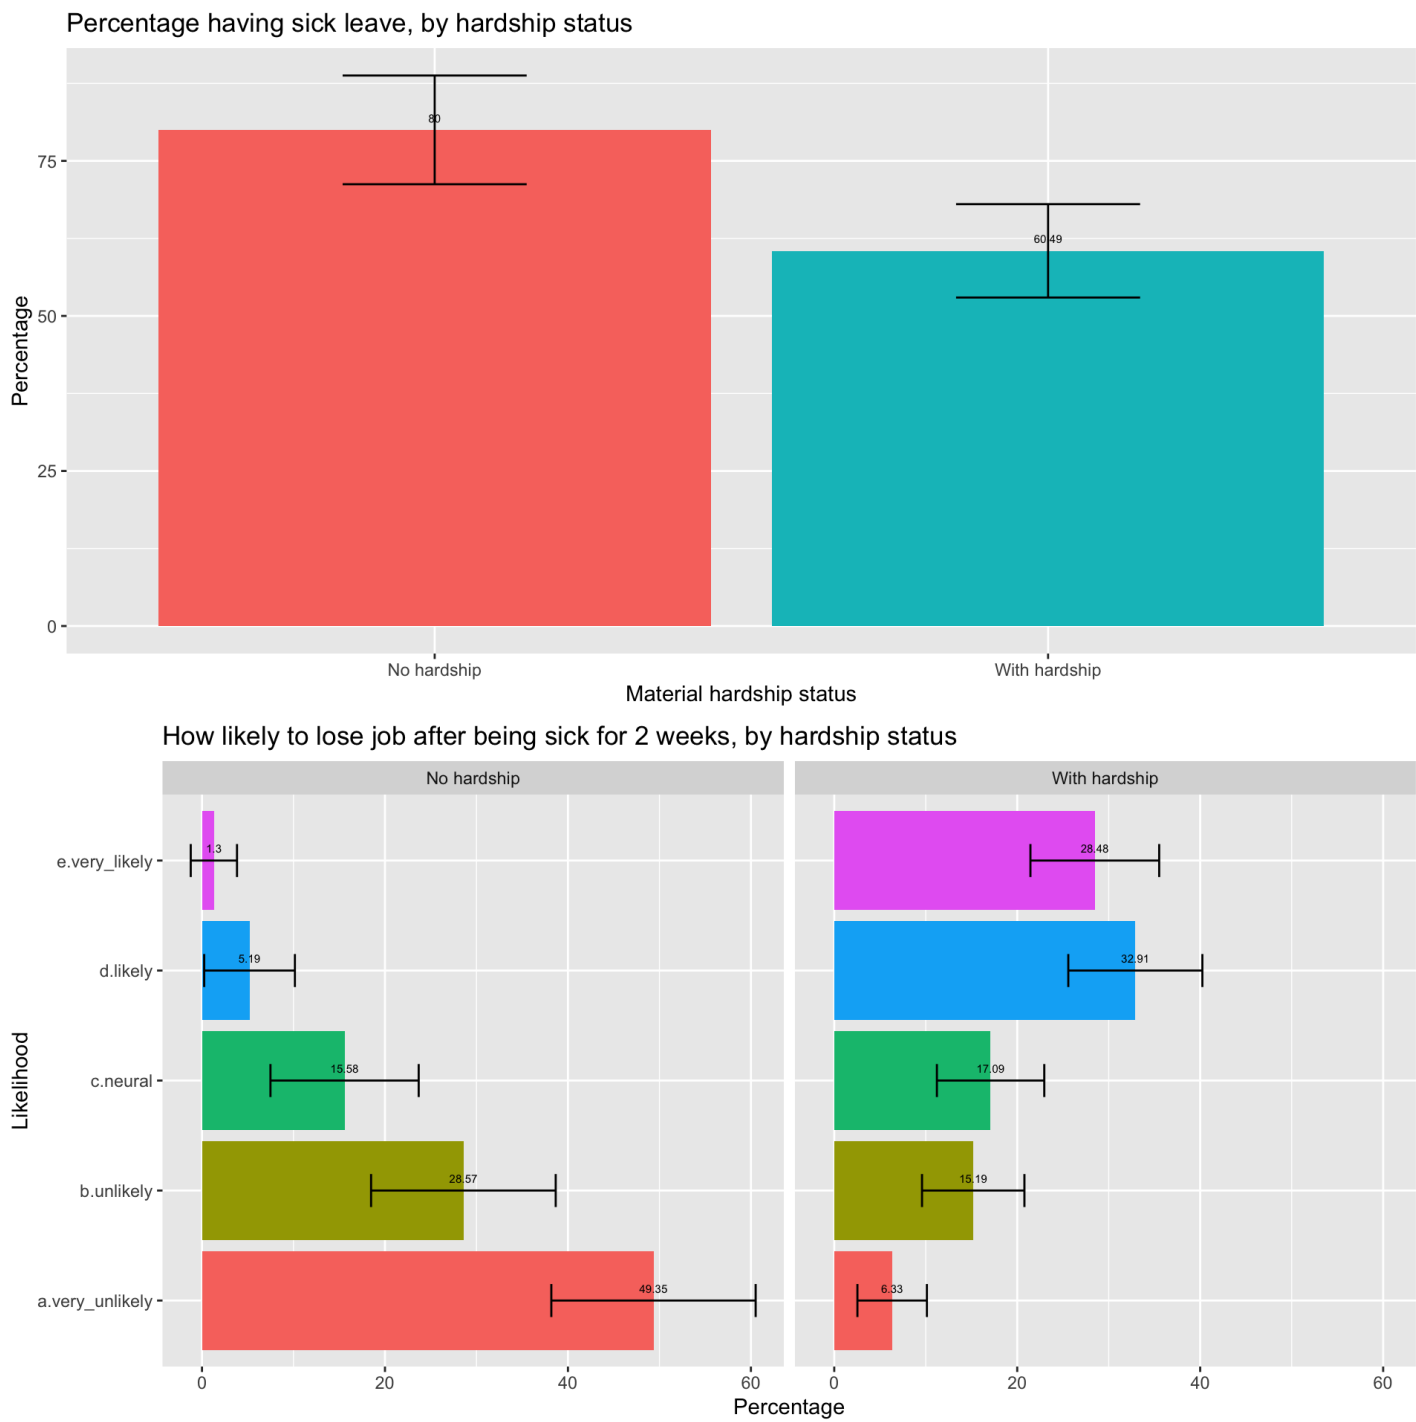 Percentage having sick leave, by hardship status
Percentage
75
50
25
0
80
60.49
No hardship
With hardship
Material hardship status
How likely to lose job after being sick for 2 weeks, by hardship status
No hardship
With hardship
Likelihood
e.very_likely
1.3
28.48
d.likely
5.19
32.91
c.neural
15.58
17.09
b.unlikely
28.57
15.19
a.very_unlikely
49.35
6.33
0
20
40
60
0
20
40
60
Percentage